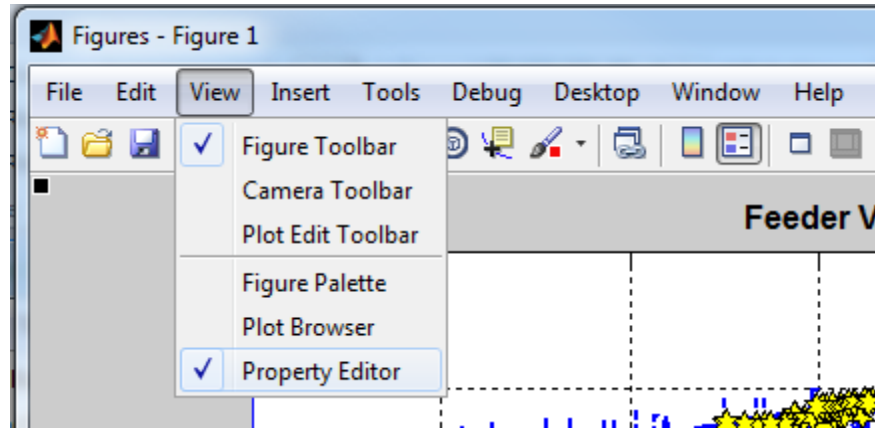 Figures - Figure 1
File Edit View Insert Tools Debug Desktop Window Help
Figure Toolbar
Camera Toolbar
Plot Edit Toolbar
Feeder V
Figure Palette
Plot Browser
Property Editor